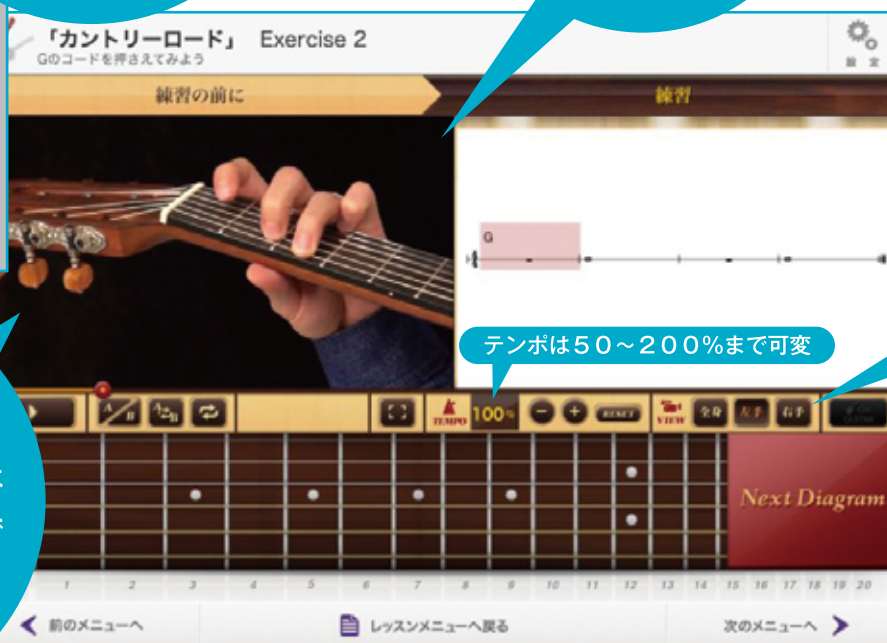 「カントリーロード」 Exercise 2
Gのコードを押さえてみよう
設 定
練習の前に
練習
G
テンポは50〜200%まで可変
A/B
A⇄B
TEMPO
100%
RESET
VIEW
全身
左手
右手
Next Diagram
1 2 3 4 5 6 7 8 9 10 11 12 13 14 15 16 17 18 19 20
前のメニューへ
レッスンメニューへ戻る
次のメニューへ